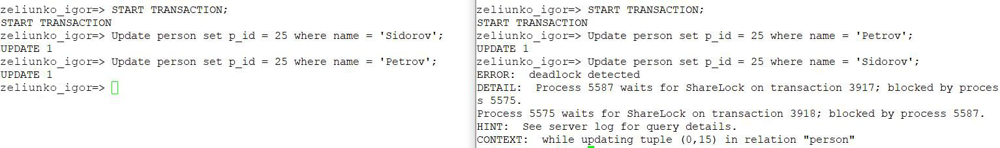 zeliunko_igor=> START TRANSACTION;
START TRANSACTION
zeliunko_igor=> Update person set p_id = 25 where name = 'Sidorov';
UPDATE 1
zeliunko_igor=> Update person set p_id = 25 where name = 'Petrov';
UPDATE 1
zeliunko_igor=>
zeliunko_igor=> START TRANSACTION;
START TRANSACTION
zeliunko_igor=> Update person set p_id = 25 where name = 'Petrov';
UPDATE 1
zeliunko_igor=> Update person set p_id = 25 where name = 'Sidorov';
ERROR:  deadlock detected
DETAIL:  Process 5587 waits for ShareLock on transaction 3917; blocked by proces
s 5575.
Process 5575 waits for ShareLock on transaction 3918; blocked by process 5587.
HINT:  See server log for query details.
CONTEXT:  while updating tuple (0,15) in relation "person"